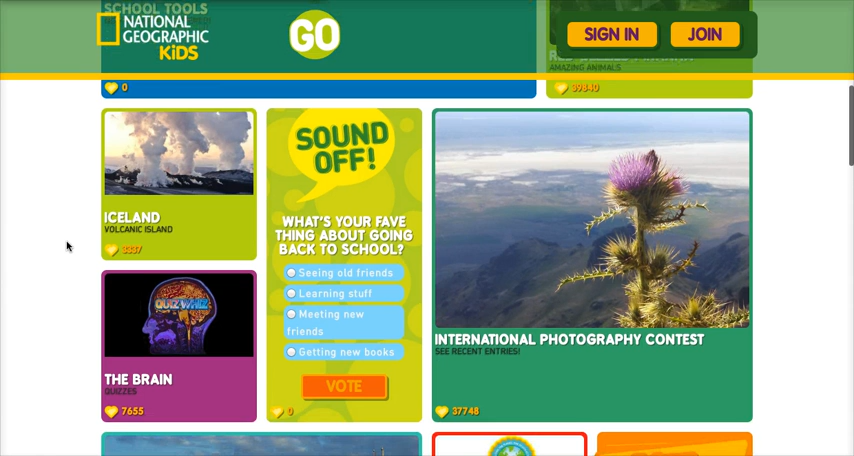 SCHOOL TOOLS
NATIONAL
GEOGRAPHIC
KiDS
GO
SIGN IN
JOIN
AMAZING ANIMALS
0
39840
SOUND
OFF!
WHAT'S YOUR FAVE
THING ABOUT GOING
BACK TO SCHOOL?
Seeing old friends
Learning stuff
Meeting new
friends
Getting new books
VOTE
0
ICELAND
VOLCANIC ISLAND
3337
QUIZ WHIZ
THE BRAIN
QUIZZES
7655
INTERNATIONAL PHOTOGRAPHY CONTEST
SEE RECENT ENTRIES!
37748